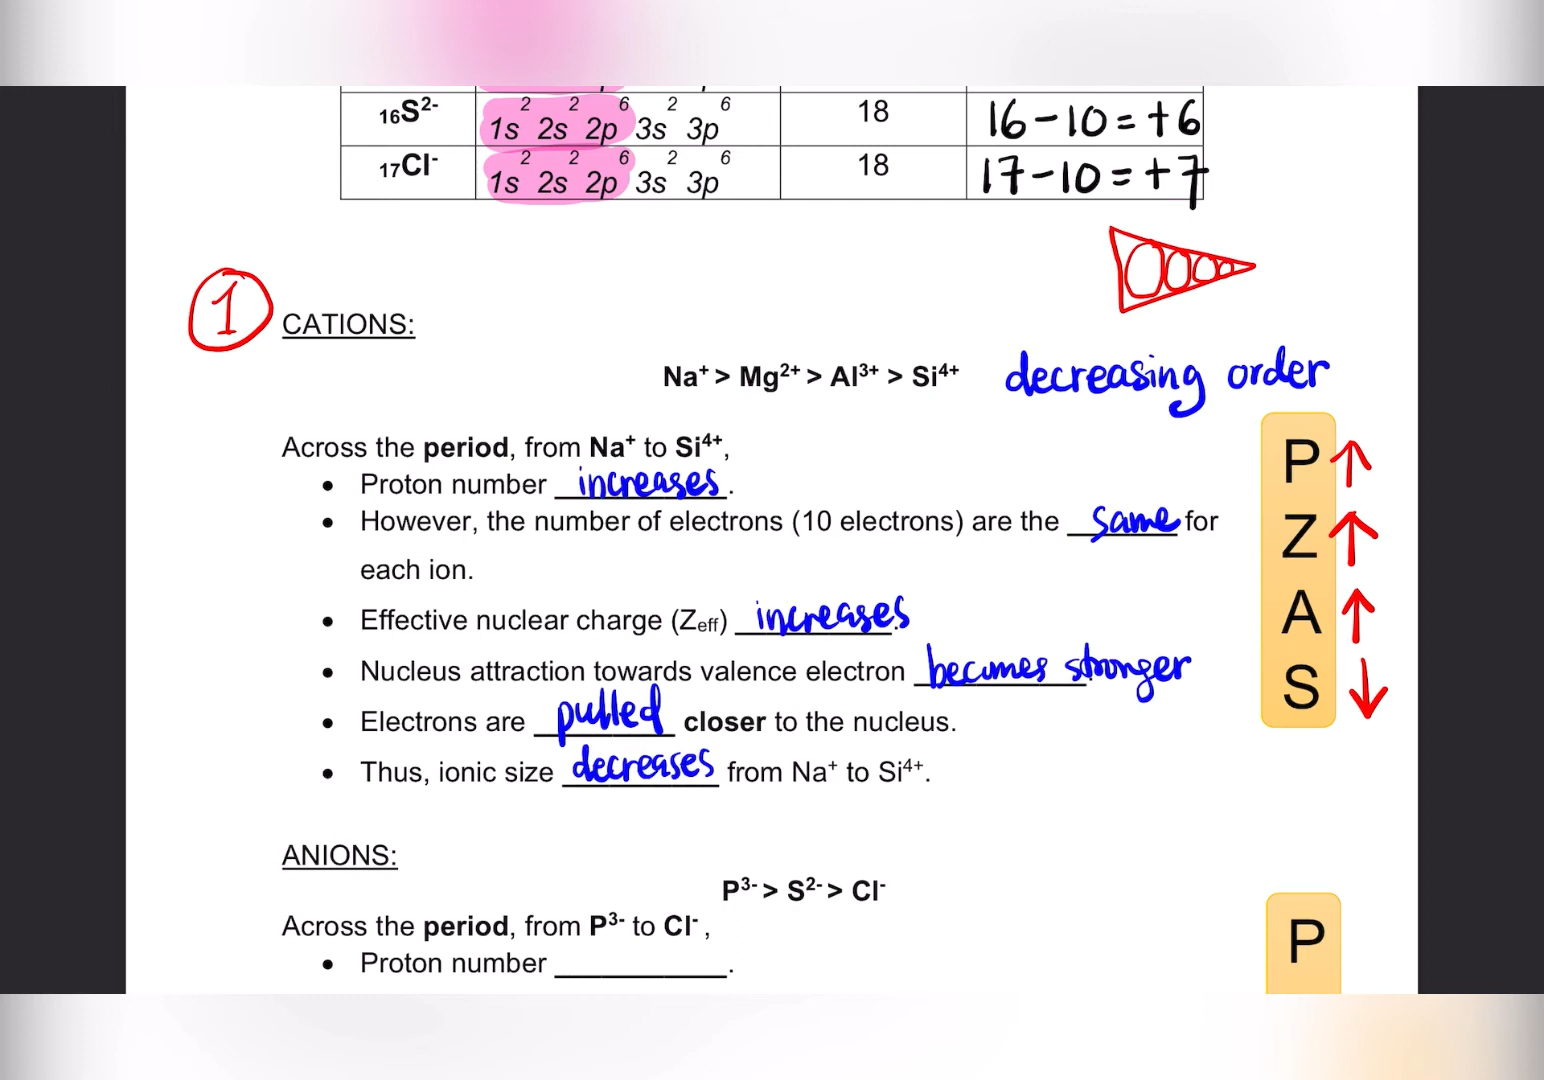 16S2- 1s2 2s2 2p6 3s2 3p6 18 16-10=+6
17Cl- 1s2 2s2 2p6 3s2 3p6 18 17-10=+7
1
CATIONS:
Na+ > Mg2+ > Al3+ > Si4+ decreasing order
Across the period, from Na+ to Si4+,
• Proton number increases.
• However, the number of electrons (10 electrons) are the same for
each ion.
• Effective nuclear charge (Zeff) increases.
• Nucleus attraction towards valence electron becomes stronger
• Electrons are pulled closer to the nucleus.
• Thus, ionic size decreases from Na+ to Si4+.
P ↑
Z ↑
A ↑
S ↓
ANIONS:
P3- > S2- > Cl-
Across the period, from P3- to Cl- ,
• Proton number ___________.
P